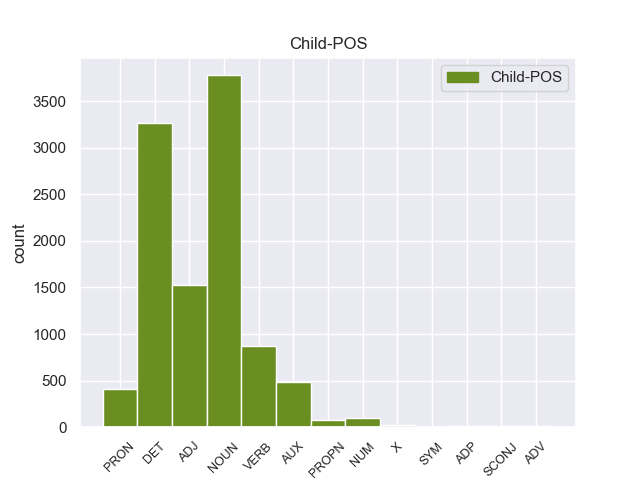 Child-POS
Child-POS
3500
3000
2500
2000
1500
1000
500
0
count
PRON DET ADJ NOUN VERB AUX PROPN NUM X SYM ADP SCONJ ADV